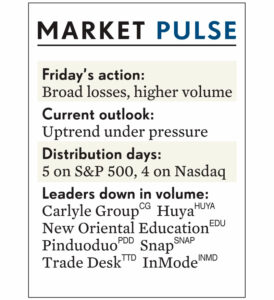 MARKET PULSE
Friday's action:
Broad losses, higher volume
Current outlook:
Uptrend under pressure
Distribution days:
5 on S&P 500, 4 on Nasdaq
Leaders down in volume:
Carlyle Group CG Huya HUYA
New Oriental Education EDU
Pinduoduo PDD Snap SNAP
Trade Desk TTD InMode INMD